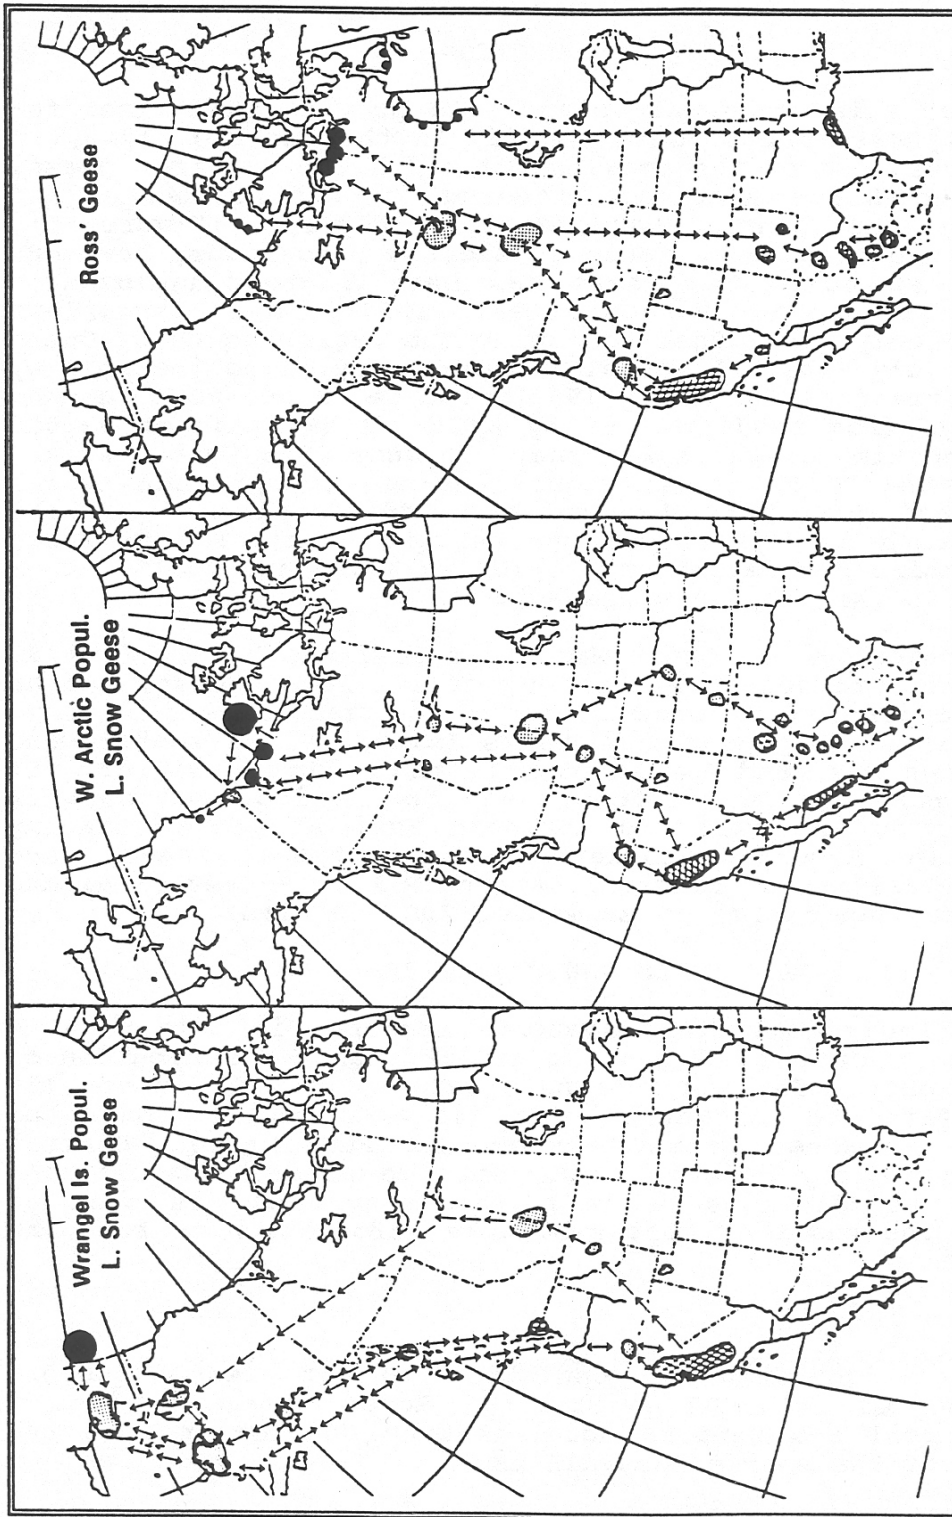 Ross' Geese
W. Arctic Popul.
L. Snow Geese
Wrangel Is. Popul.
L. Snow Geese